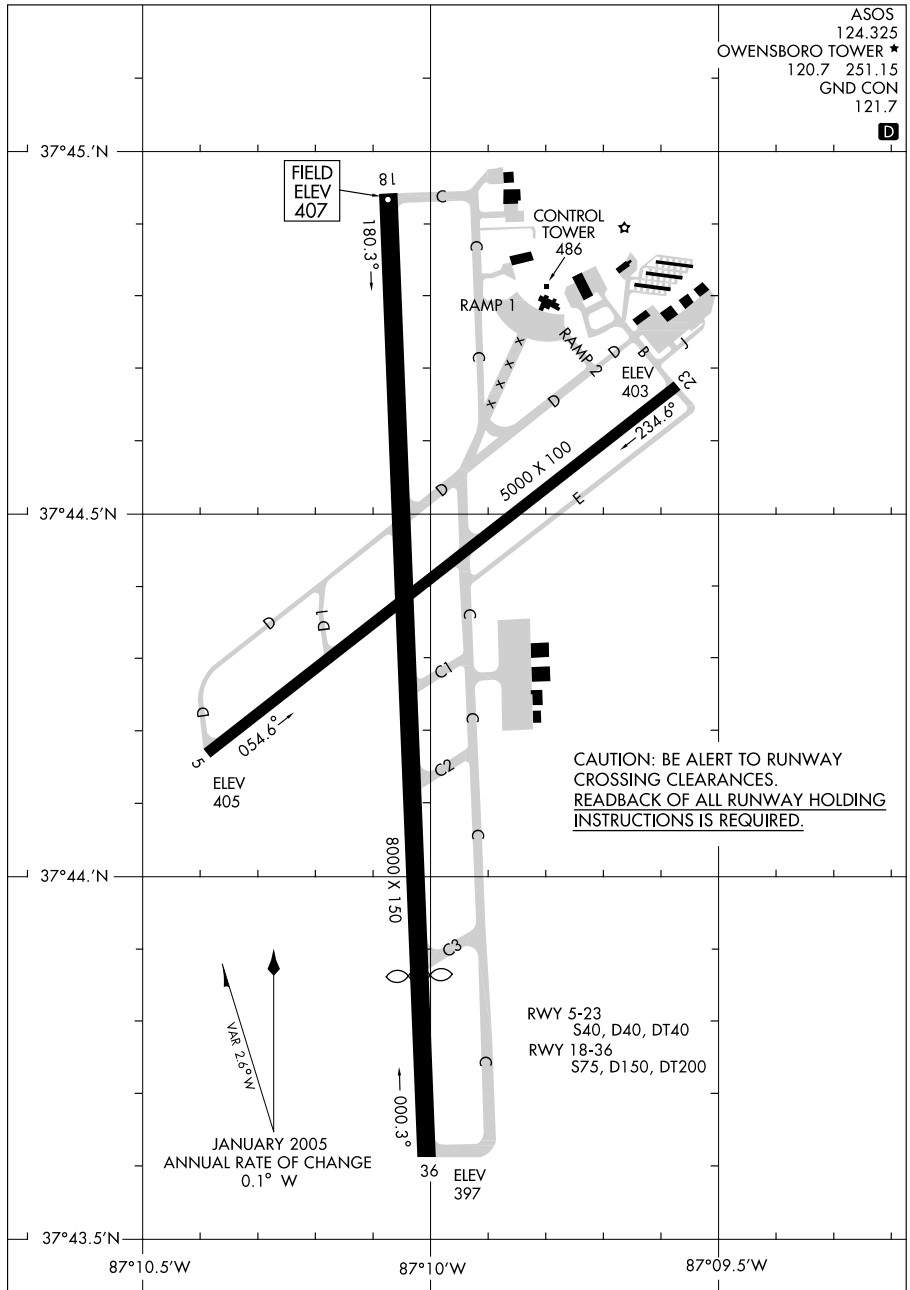 ASOS
124.325
OWENSBORO TOWER ★
120.7 251.15
GND CON
121.7
D
37°45.'N
FIELD
ELEV
407
18
180.3°
C
C
CONTROL
TOWER
486
RAMP 1
RAMP 2
C
D
B
J
ELEV
403
23
234.6°
x x x x
D
5000 X 100
E
D
37°44.5'N
D
D1
C
C1
D
054.6°
C
C2
5
ELEV
405
CAUTION: BE ALERT TO RUNWAY
CROSSING CLEARANCES.
READBACK OF ALL RUNWAY HOLDING
INSTRUCTIONS IS REQUIRED.
C
8000 X 150
37°44.'N
C3
VAR 2.6° W
RWY 5-23
S40, D40, DT40
RWY 18-36
S75, D150, DT200
C
000.3°
JANUARY 2005
ANNUAL RATE OF CHANGE
0.1° W
36
ELEV
397
37°43.5'N
87°10.5'W
87°10'W
87°09.5'W